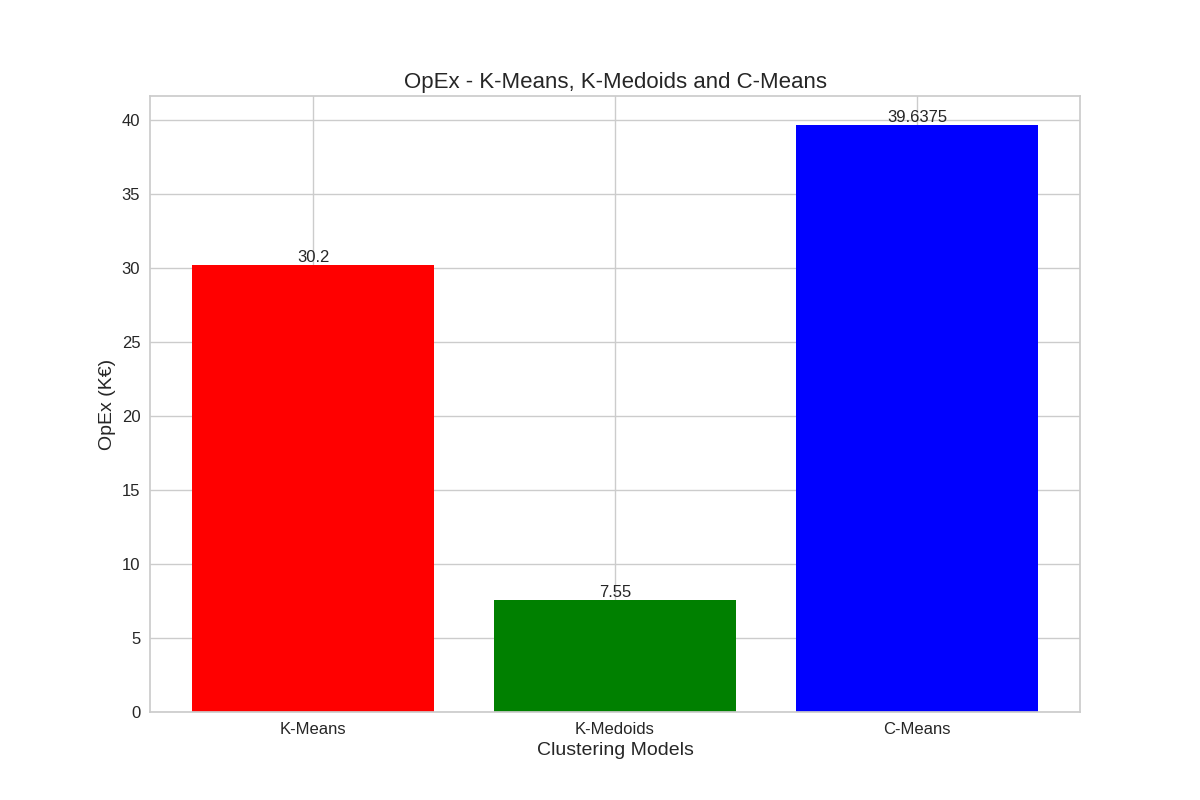 OpEx - K-Means, K-Medoids and C-Means
OpEx (K€)
40
35
30
25
20
15
10
5
0
30.2
7.55
39.6375
K-Means
K-Medoids
C-Means
Clustering Models